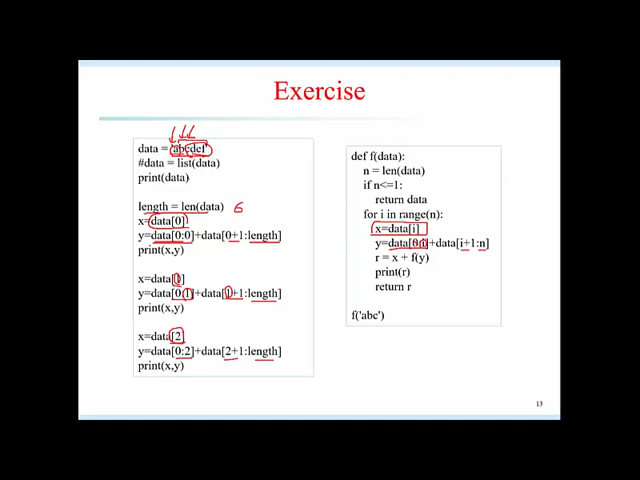 Exercise
data = 'abcdef'
#data = list(data)
print(data)
length = len(data) 6
x=data[0]
y=data[0:0]+data[0+1:length]
print(x,y)
x=data[1]
y=data[0:1]+data[1+1:length]
print(x,y)
x=data[2]
y=data[0:2]+data[2+1:length]
print(x,y)
def f(data):
n = len(data)
if n<=1:
return data
for i in range(n):
x=data[i]
y=data[0:i]+data[i+1:n]
r = x + f(y)
print(r)
return r
f('abc')
13